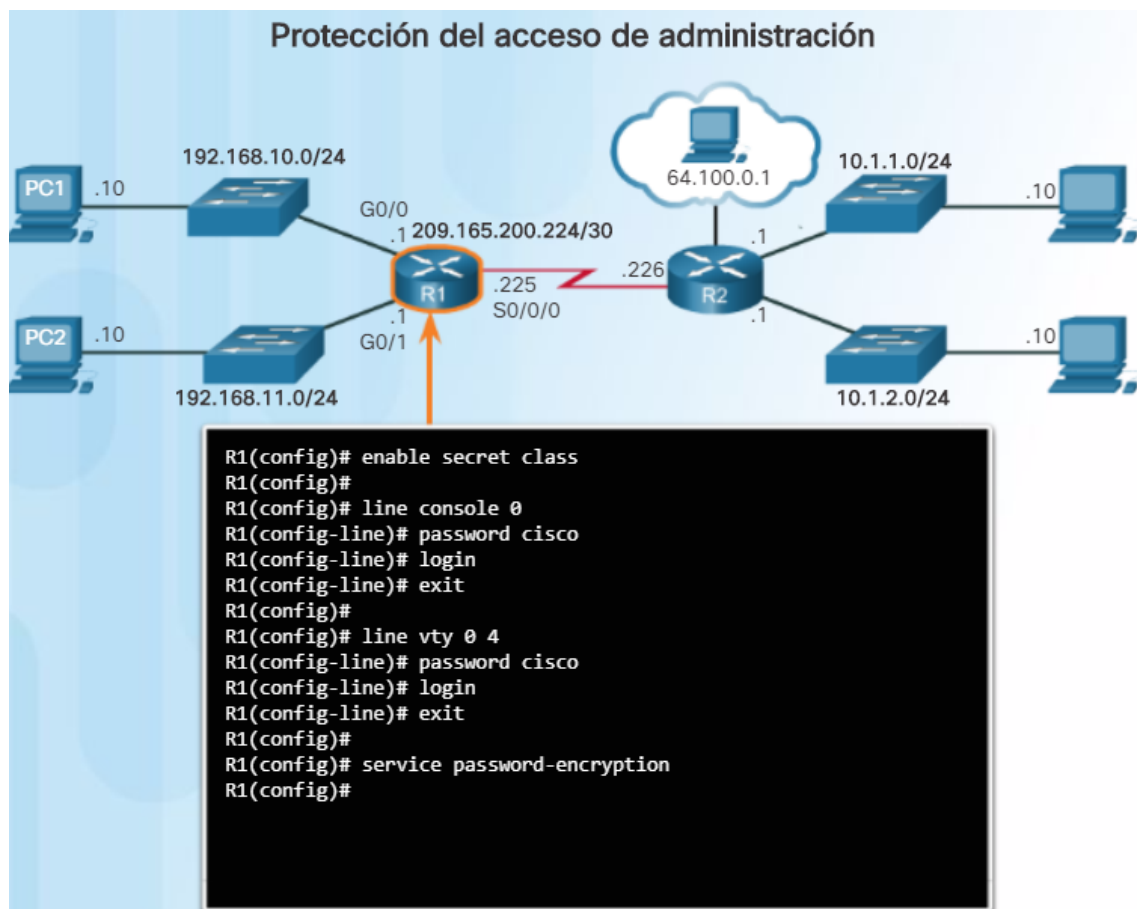 Protección del acceso de administración
192.168.10.0/24
PC1
.10
G0/0
.1
209.165.200.224/30
R1
.225
S0/0/0
.1
G0/1
PC2
.10
192.168.11.0/24
64.100.0.1
10.1.1.0/24
.10
.1
.226
R2
.1
.10
10.1.2.0/24
R1(config)# enable secret class
R1(config)#
R1(config)# line console 0
R1(config-line)# password cisco
R1(config-line)# login
R1(config-line)# exit
R1(config)#
R1(config)# line vty 0 4
R1(config-line)# password cisco
R1(config-line)# login
R1(config-line)# exit
R1(config)#
R1(config)# service password-encryption
R1(config)#